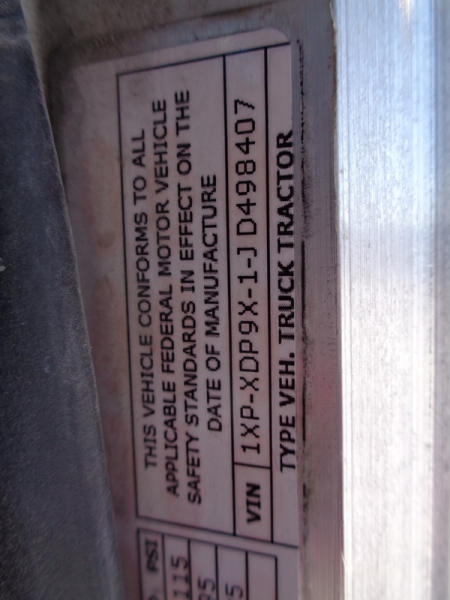 THIS VEHICLE CONFORMS TO ALL
APPLICABLE FEDERAL MOTOR VEHICLE
SAFETY STANDARDS IN EFFECT ON THE
DATE OF MANUFACTURE
VIN 1XP-XDP9X-1-JD498407
TYPE VEH. TRUCK TRACTOR
PSI
115
95
5